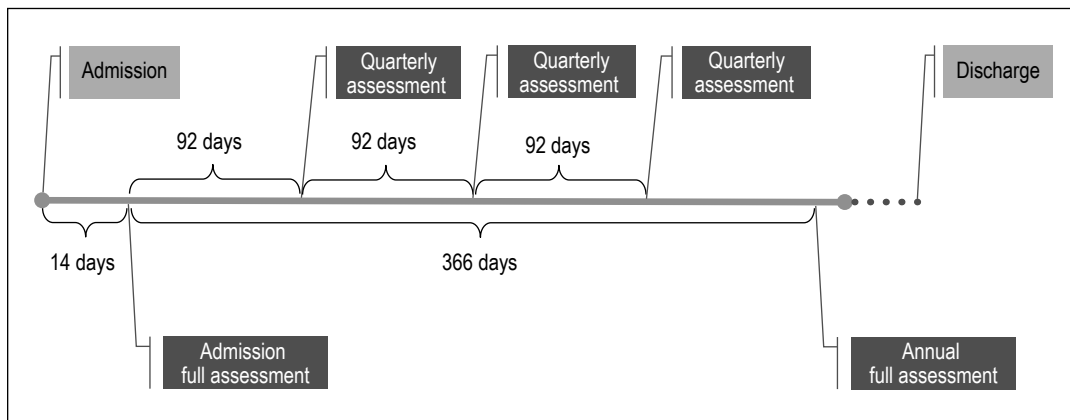 Admission
Quarterly
assessment
Quarterly
assessment
Quarterly
assessment
Discharge
92 days
92 days
92 days
14 days
366 days
Admission
full assessment
Annual
full assessment